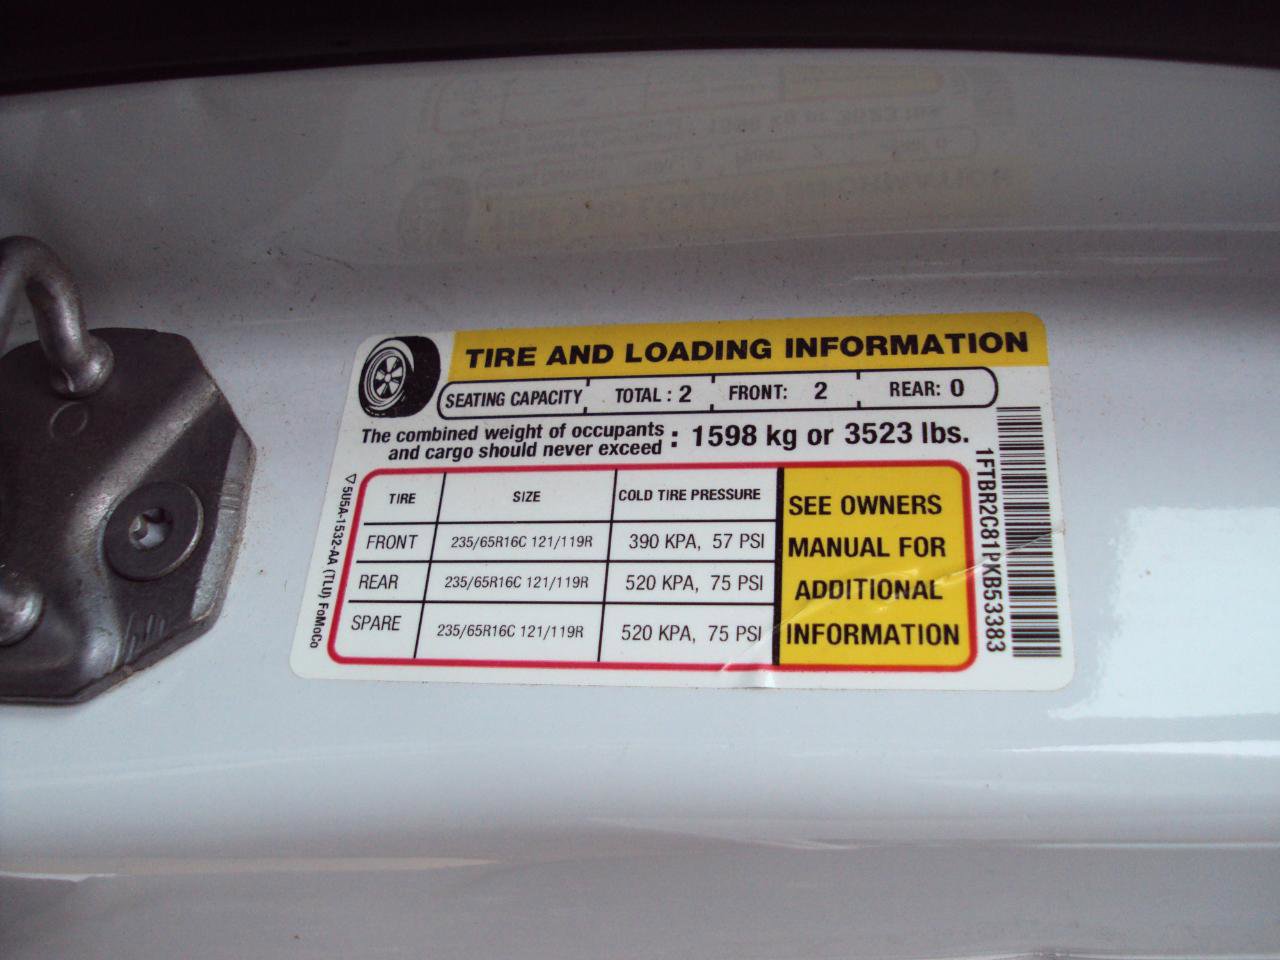 TIRE AND LOADING INFORMATION
SEATING CAPACITY TOTAL : 2 FRONT: 2 REAR: 0
The combined weight of occupants
and cargo should never exceed : 1598 kg or 3523 lbs.
TIRE SIZE COLD TIRE PRESSURE
FRONT 235/65R16C 121/119R 390 KPA, 57 PSI
REAR 235/65R16C 121/119R 520 KPA, 75 PSI
SPARE 235/65R16C 121/119R 520 KPA, 75 PSI
SEE OWNERS
MANUAL FOR
ADDITIONAL
INFORMATION
5U5A-1532-AA (TLU) FoMoCo
1FTBR2C81PKB53383